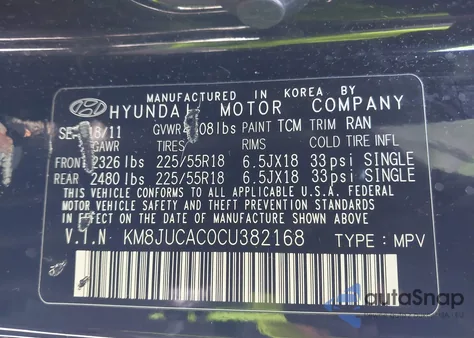 MANUFACTURED IN KOREA BY
HYUNDAI MOTOR COMPANY
GVWR 08lbs PAINT TCM TRIM RAN
GAWR TIRES RIMS COLD TIRE INFL
FRONT 2326 lbs 225/55R18 6.5JX18 33psi SINGLE
REAR 2480 lbs 225/55R18 6.5JX18 33psi SINGLE
THIS VEHICLE CONFORMS TO ALL APPLICABLE U.S.A. FEDERAL
MOTOR VEHICLE SAFETY AND THEFT PREVENTION STANDARDS
IN EFFECT ON THE DATE OF MANUFACTURE SHOWN ABOVE.
V.I.N KM8JUCAC0CU382168 TYPE : MPV
autoSnap